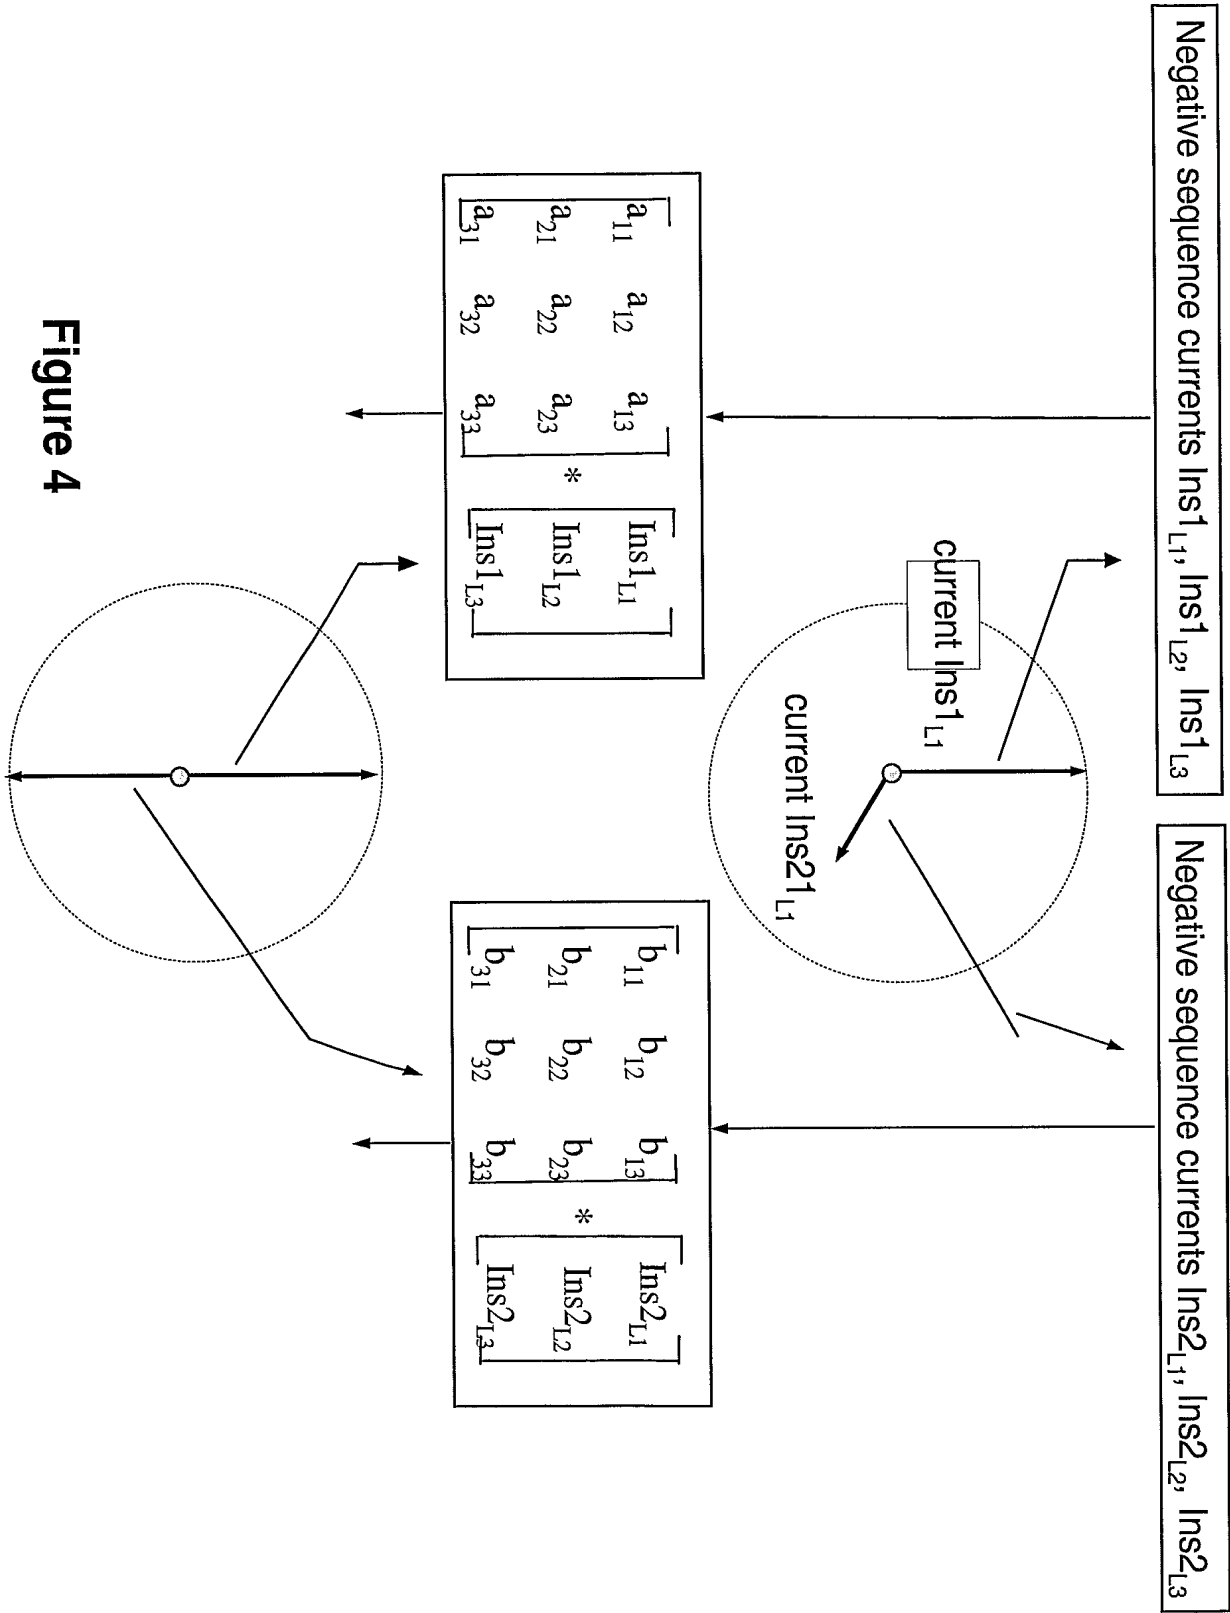 Negative sequence currents Ins1L1, Ins1L2, Ins1L3
Negative sequence currents Ins2L1, Ins2L2, Ins2L3
current Ins1L1
current Ins21L1
a11 a12 a13
a21 a22 a23
a31 a32 a33
*
Ins1L1
Ins1L2
Ins1L3
b11 b12 b13
b21 b22 b23
b31 b32 b33
*
Ins2L1
Ins2L2
Ins2L3
Figure 4